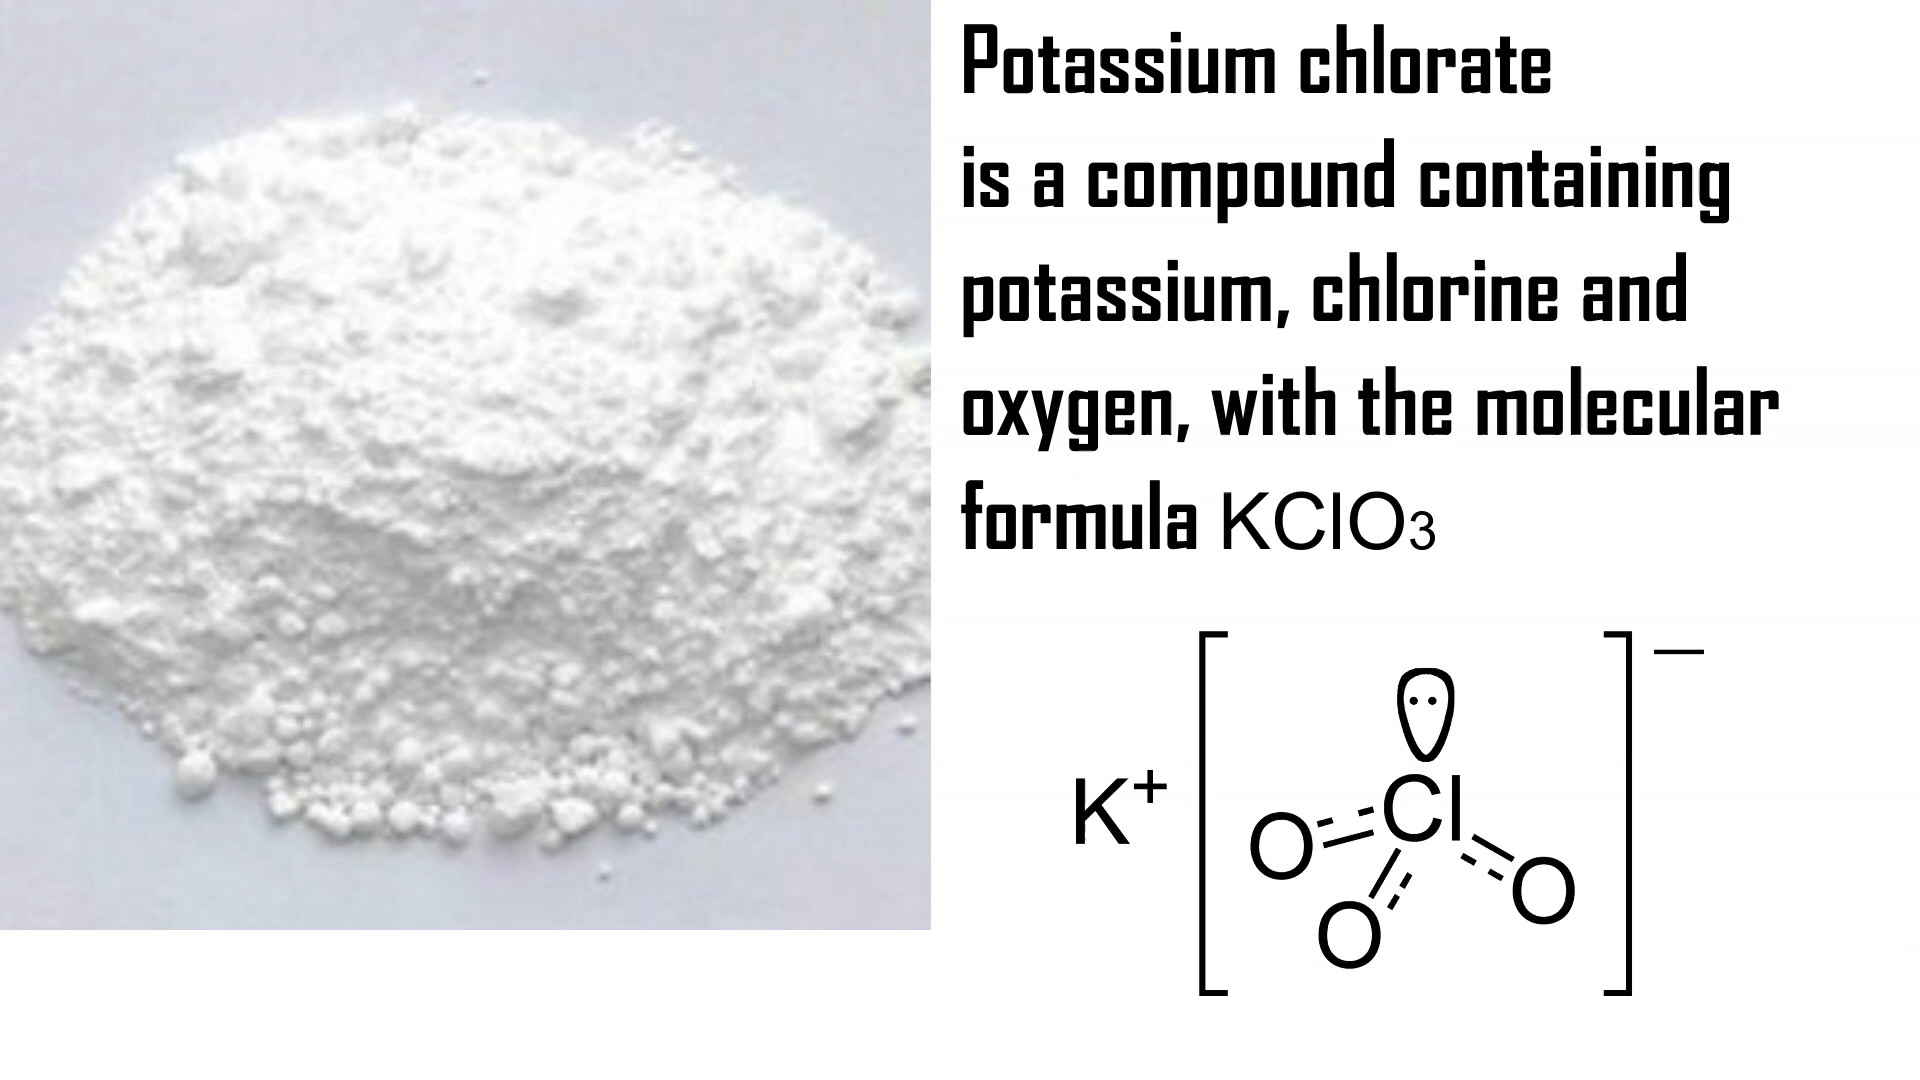 Potassium chlorate
is a compound containing
potassium, chlorine and
oxygen, with the molecular
formula KClO₃
K⁺ [ Cl O O O ]⁻